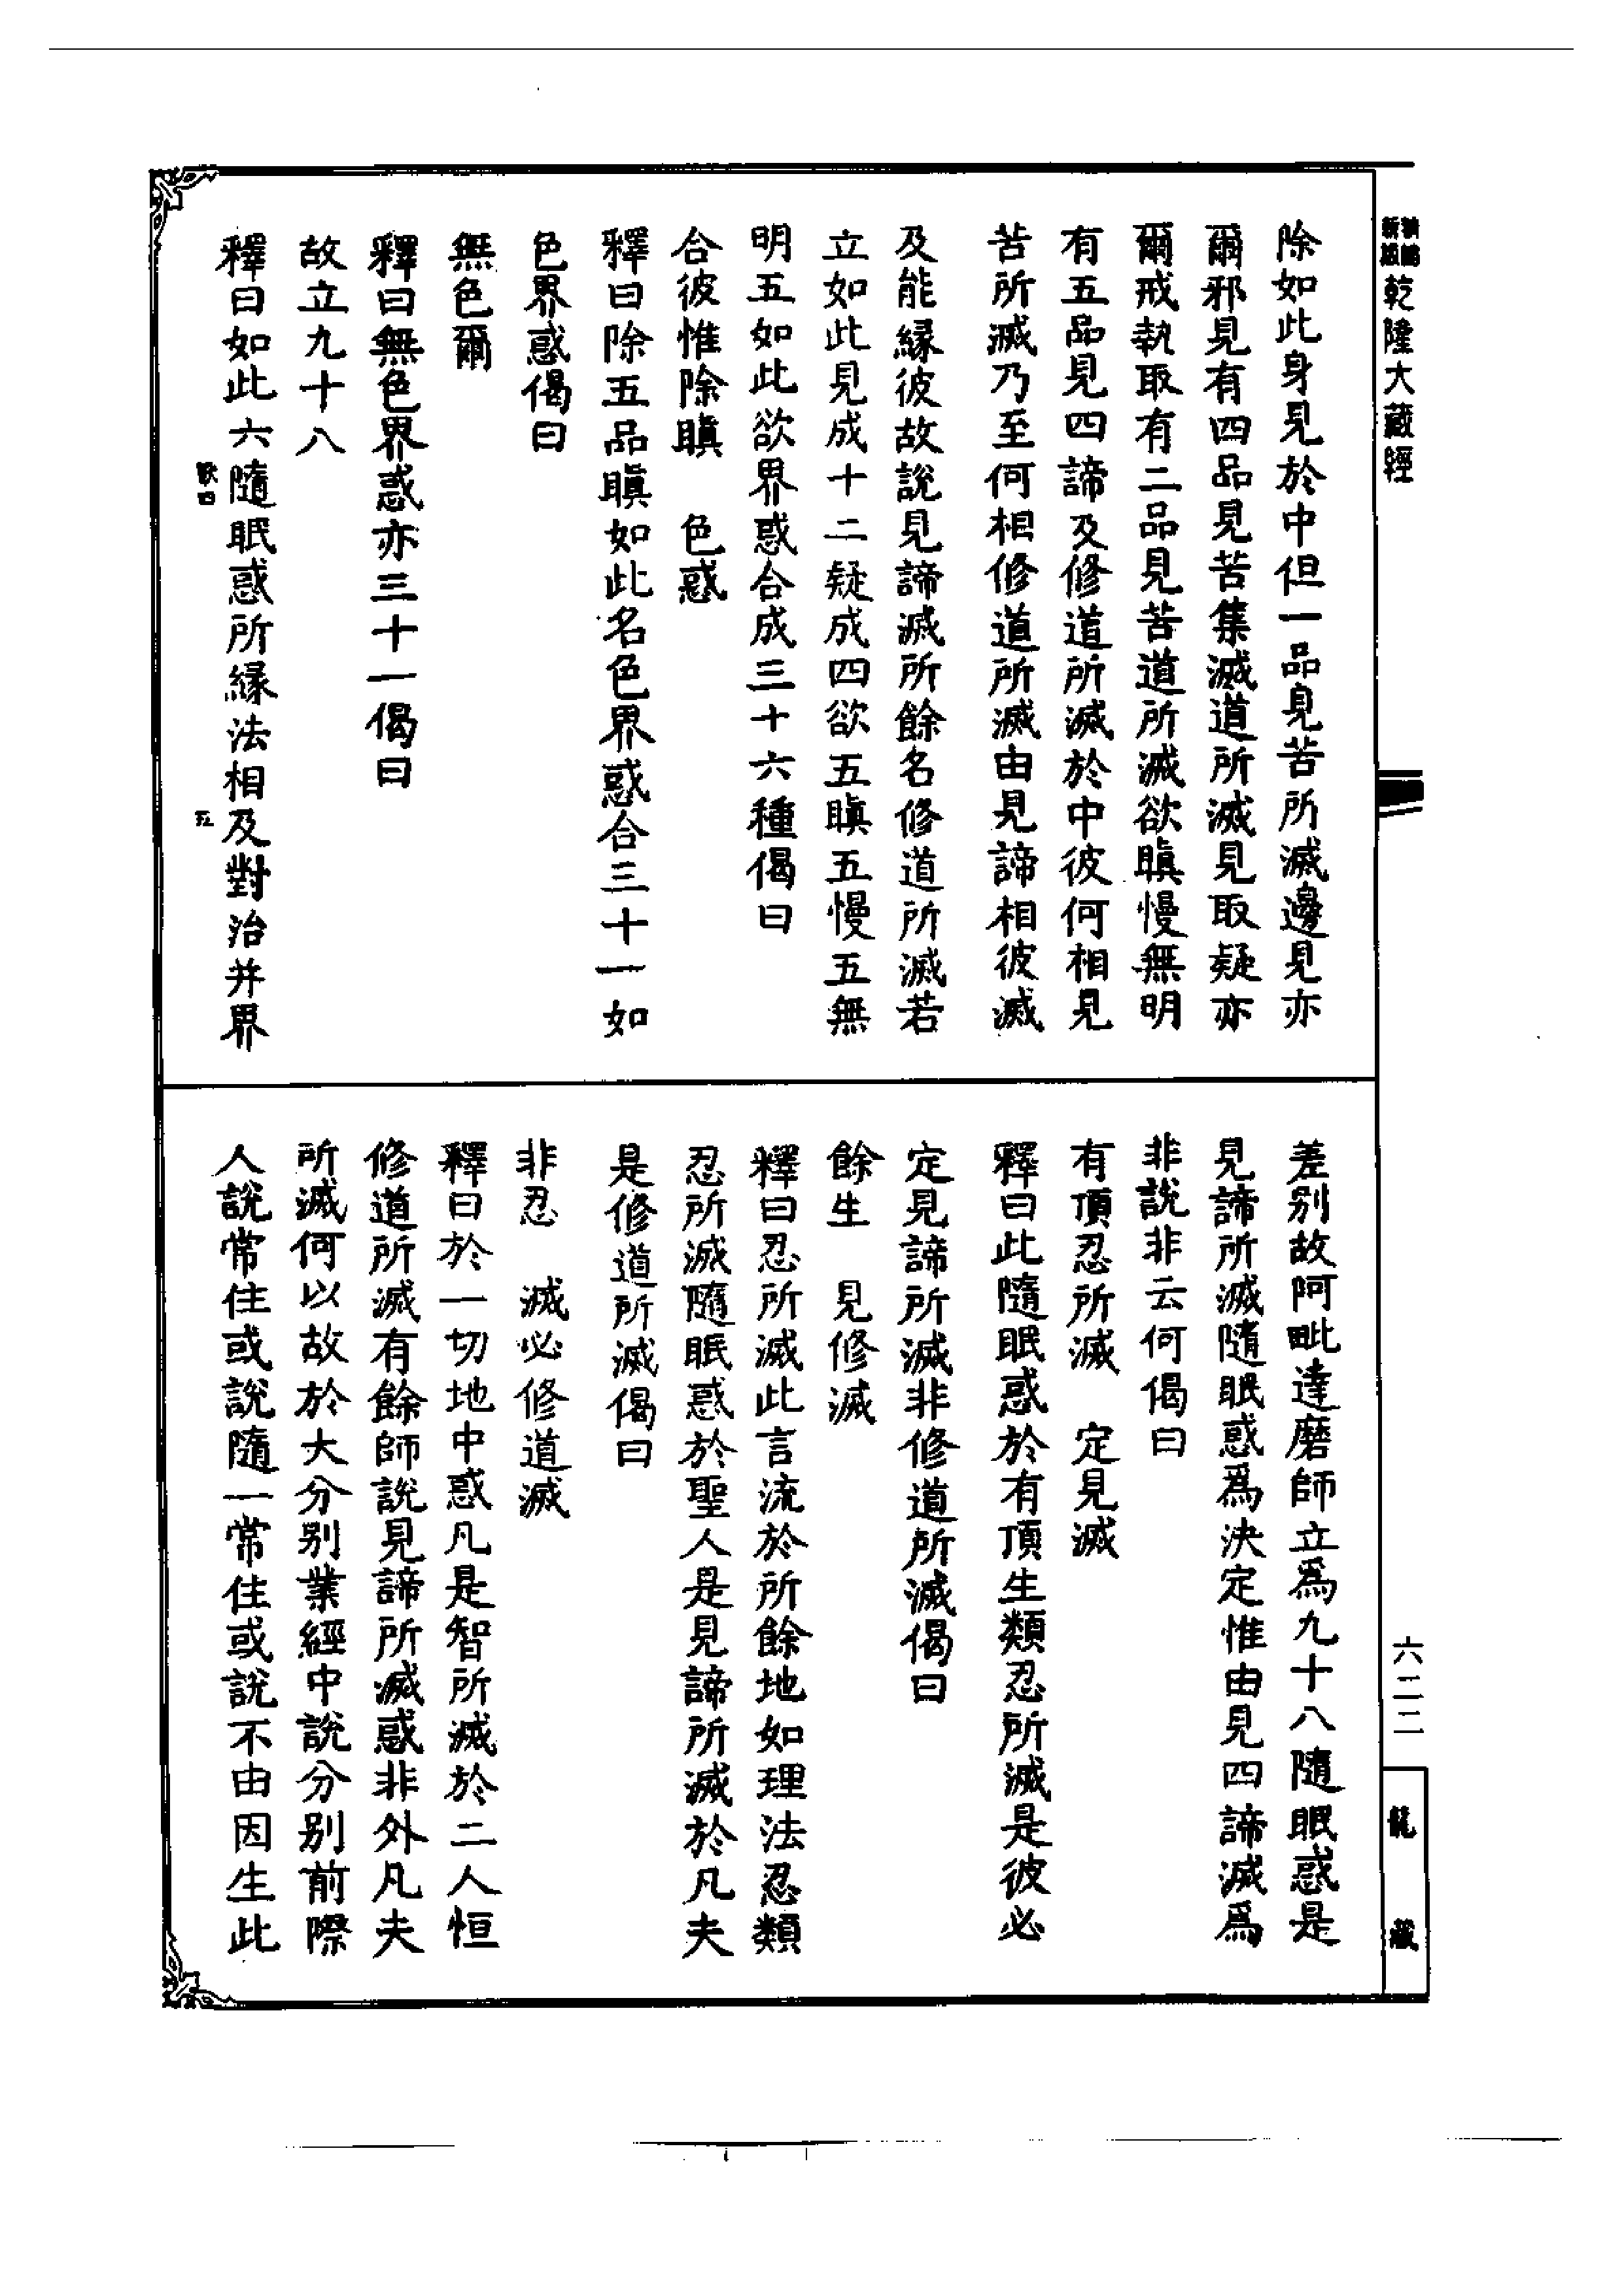 乾隆大藏經
除如此身見於中但一品見苦所滅邊見亦
爾邪見有四品見苦集滅道所滅見取疑亦
爾戒執取有二品見苦道所滅欲瞋慢無明
有五品見四諦及修道所滅於中彼何相見
苦所滅乃至何相修道所滅由見諦相彼滅
及能緣彼故說見諦滅所餘名修道所滅若
立如此見成十二疑成四欲五瞋五慢五無
明五如此欲界惑合成三十六種偈曰
合彼惟除瞋　色惑
釋曰除五品瞋如此名色界惑合三十一如
色界惑偈曰
無色爾
釋曰無色界惑亦三十一偈曰
故立九十八
釋曰如此六隨眠惑所緣法相及對治并界
差別故阿毗達磨師立爲九十八隨眠惑是
見諦所滅隨眠惑爲決定惟由見四諦滅爲
非說非云何偈曰
有頂忍所滅　定見滅
釋曰此隨眠惑於有頂生類忍所滅是彼必
定見諦所滅非修道所滅偈曰
餘生　見修滅
釋曰忍所滅此言流於所餘地如理法忍類
忍所滅隨眠惑於聖人是見諦所滅於凡夫
是修道所滅偈曰
非忍　滅必修道滅
釋曰於一切地中惑凡是智所滅於二人恒
修道所滅有餘師說見諦所滅惑非外凡夫
所滅何以故於大分別業經中說分別前際
人說常住或說隨一常住或說不由因生此
六二二
龍藏